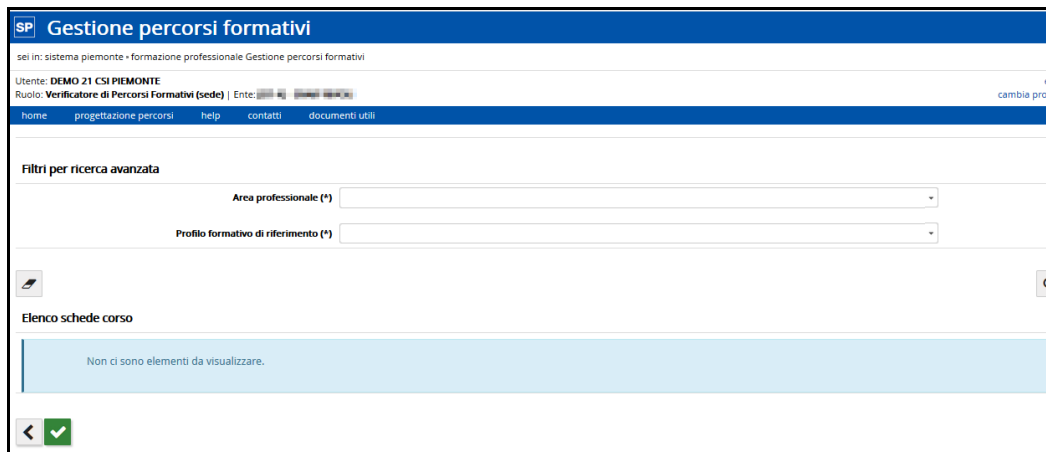 SP Gestione percorsi formativi
sei in: sistema piemonte • formazione professionale Gestione percorsi formativi
Utente: DEMO 21 CSI PIEMONTE
Ruolo: Verificatore di Percorsi Formativi (sede) | Ente:
cambia pro
home progettazione percorsi help contatti documenti utili
Filtri per ricerca avanzata
Area professionale (*)
Profilo formativo di riferimento (*)
Elenco schede corso
Non ci sono elementi da visualizzare.